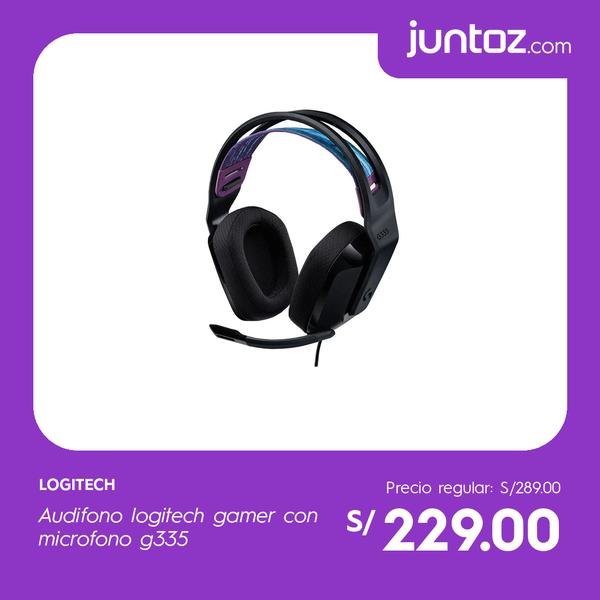 juntoz.com
G335
LOGITECH
Audifono logitech gamer con
microfono g335
Precio regular: S/289.00
S/229.00